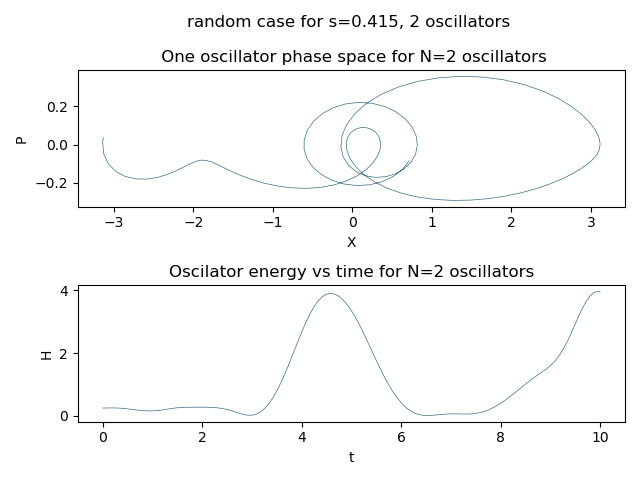 random case for s=0.415, 2 oscillators
One oscillator phase space for N=2 oscillators
0.2
0.0
−0.2
P
−3 −2 −1 0 1 2 3
X
Oscilator energy vs time for N=2 oscillators
4
2
0
H
0 2 4 6 8 10
t